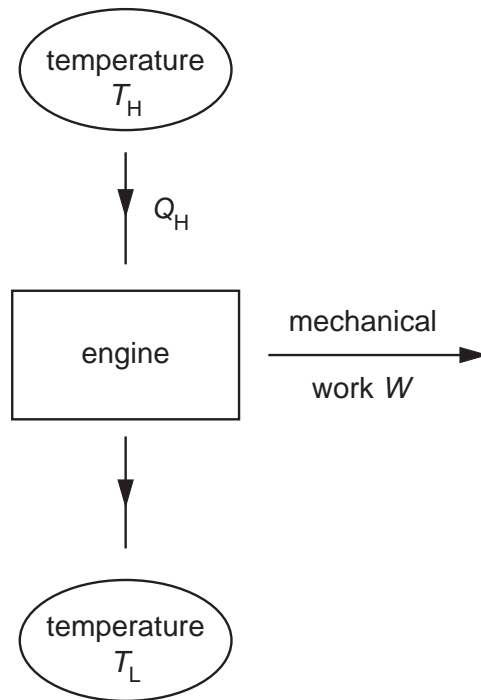 temperature
T_H
Q_H
engine
mechanical
work W
temperature
T_L